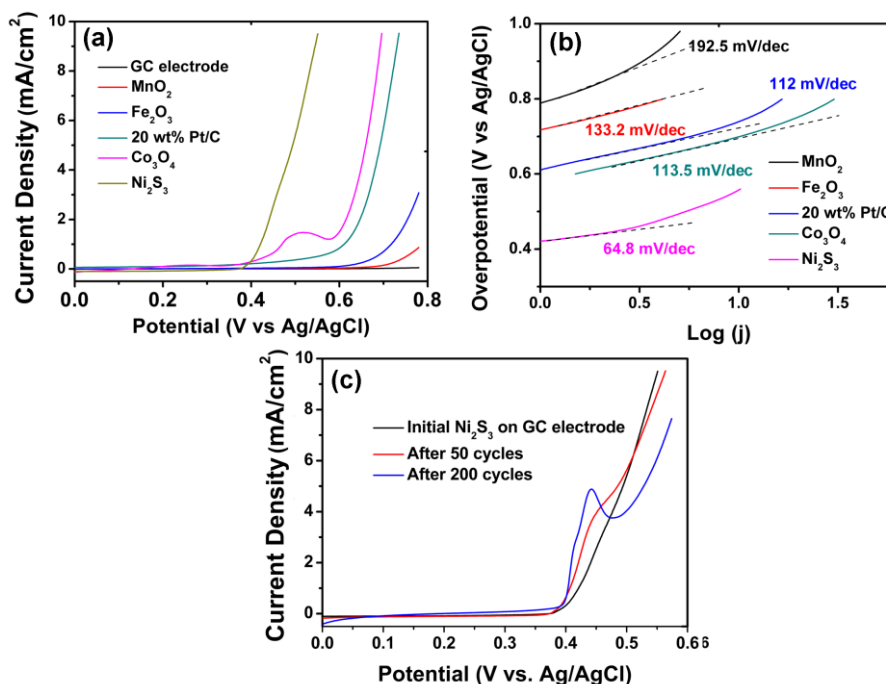 (a)
GC electrode
MnO₂
Fe₂O₃
20 wt% Pt/C
Co₃O₄
Ni₂S₃
Current Density (mA/cm²)
10
8
6
4
2
0
0.0 0.2 0.4 0.6 0.8
Potential (V vs Ag/AgCl)
(b)
192.5 mV/dec
112 mV/dec
133.2 mV/dec
113.5 mV/dec
64.8 mV/dec
MnO₂
Fe₂O₃
20 wt% Pt/C
Co₃O₄
Ni₂S₃
Overpotential (V vs Ag/AgCl)
1.0
0.8
0.6
0.4
0.0 0.5 1.0 1.5
Log (j)
(c)
Initial Ni₂S₃ on GC electrode
After 50 cycles
After 200 cycles
Current Density (mA/cm²)
10
8
6
4
2
0
0.0 0.1 0.2 0.3 0.4 0.5 0.66
Potential (V vs. Ag/AgCl)